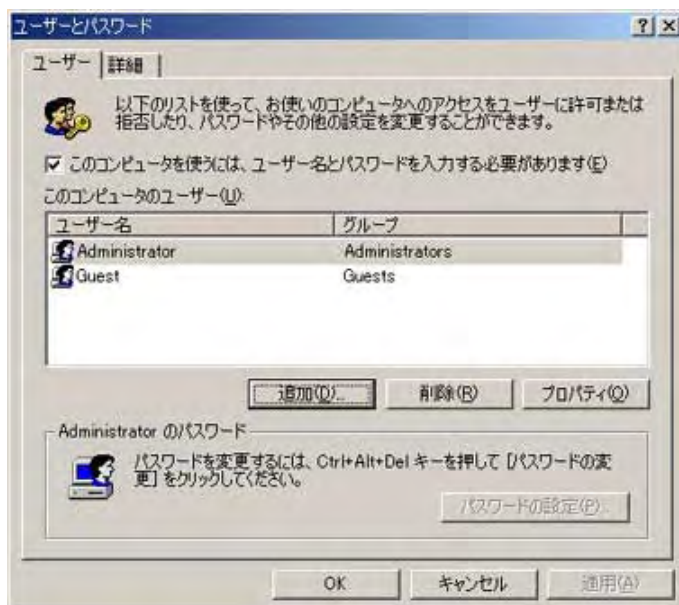 ユーザーとパスワード
ユーザー 詳細
以下のリストを使って、お使いのコンピュータへのアクセスをユーザーに許可または
拒否したり、パスワードやその他の設定を変更することができます。
このコンピュータを使うには、ユーザー名とパスワードを入力する必要があります(E)
このコンピュータのユーザー(U):
ユーザー名 グループ
Administrator Administrators
Guest Guests
追加(D)... 削除(R) プロパティ(O)
Administrator のパスワード
パスワードを変更するには、Ctrl+Alt+Del キーを押して [パスワードの変
更] をクリックしてください。
パスワードの設定(P)...
OK キャンセル 適用(A)